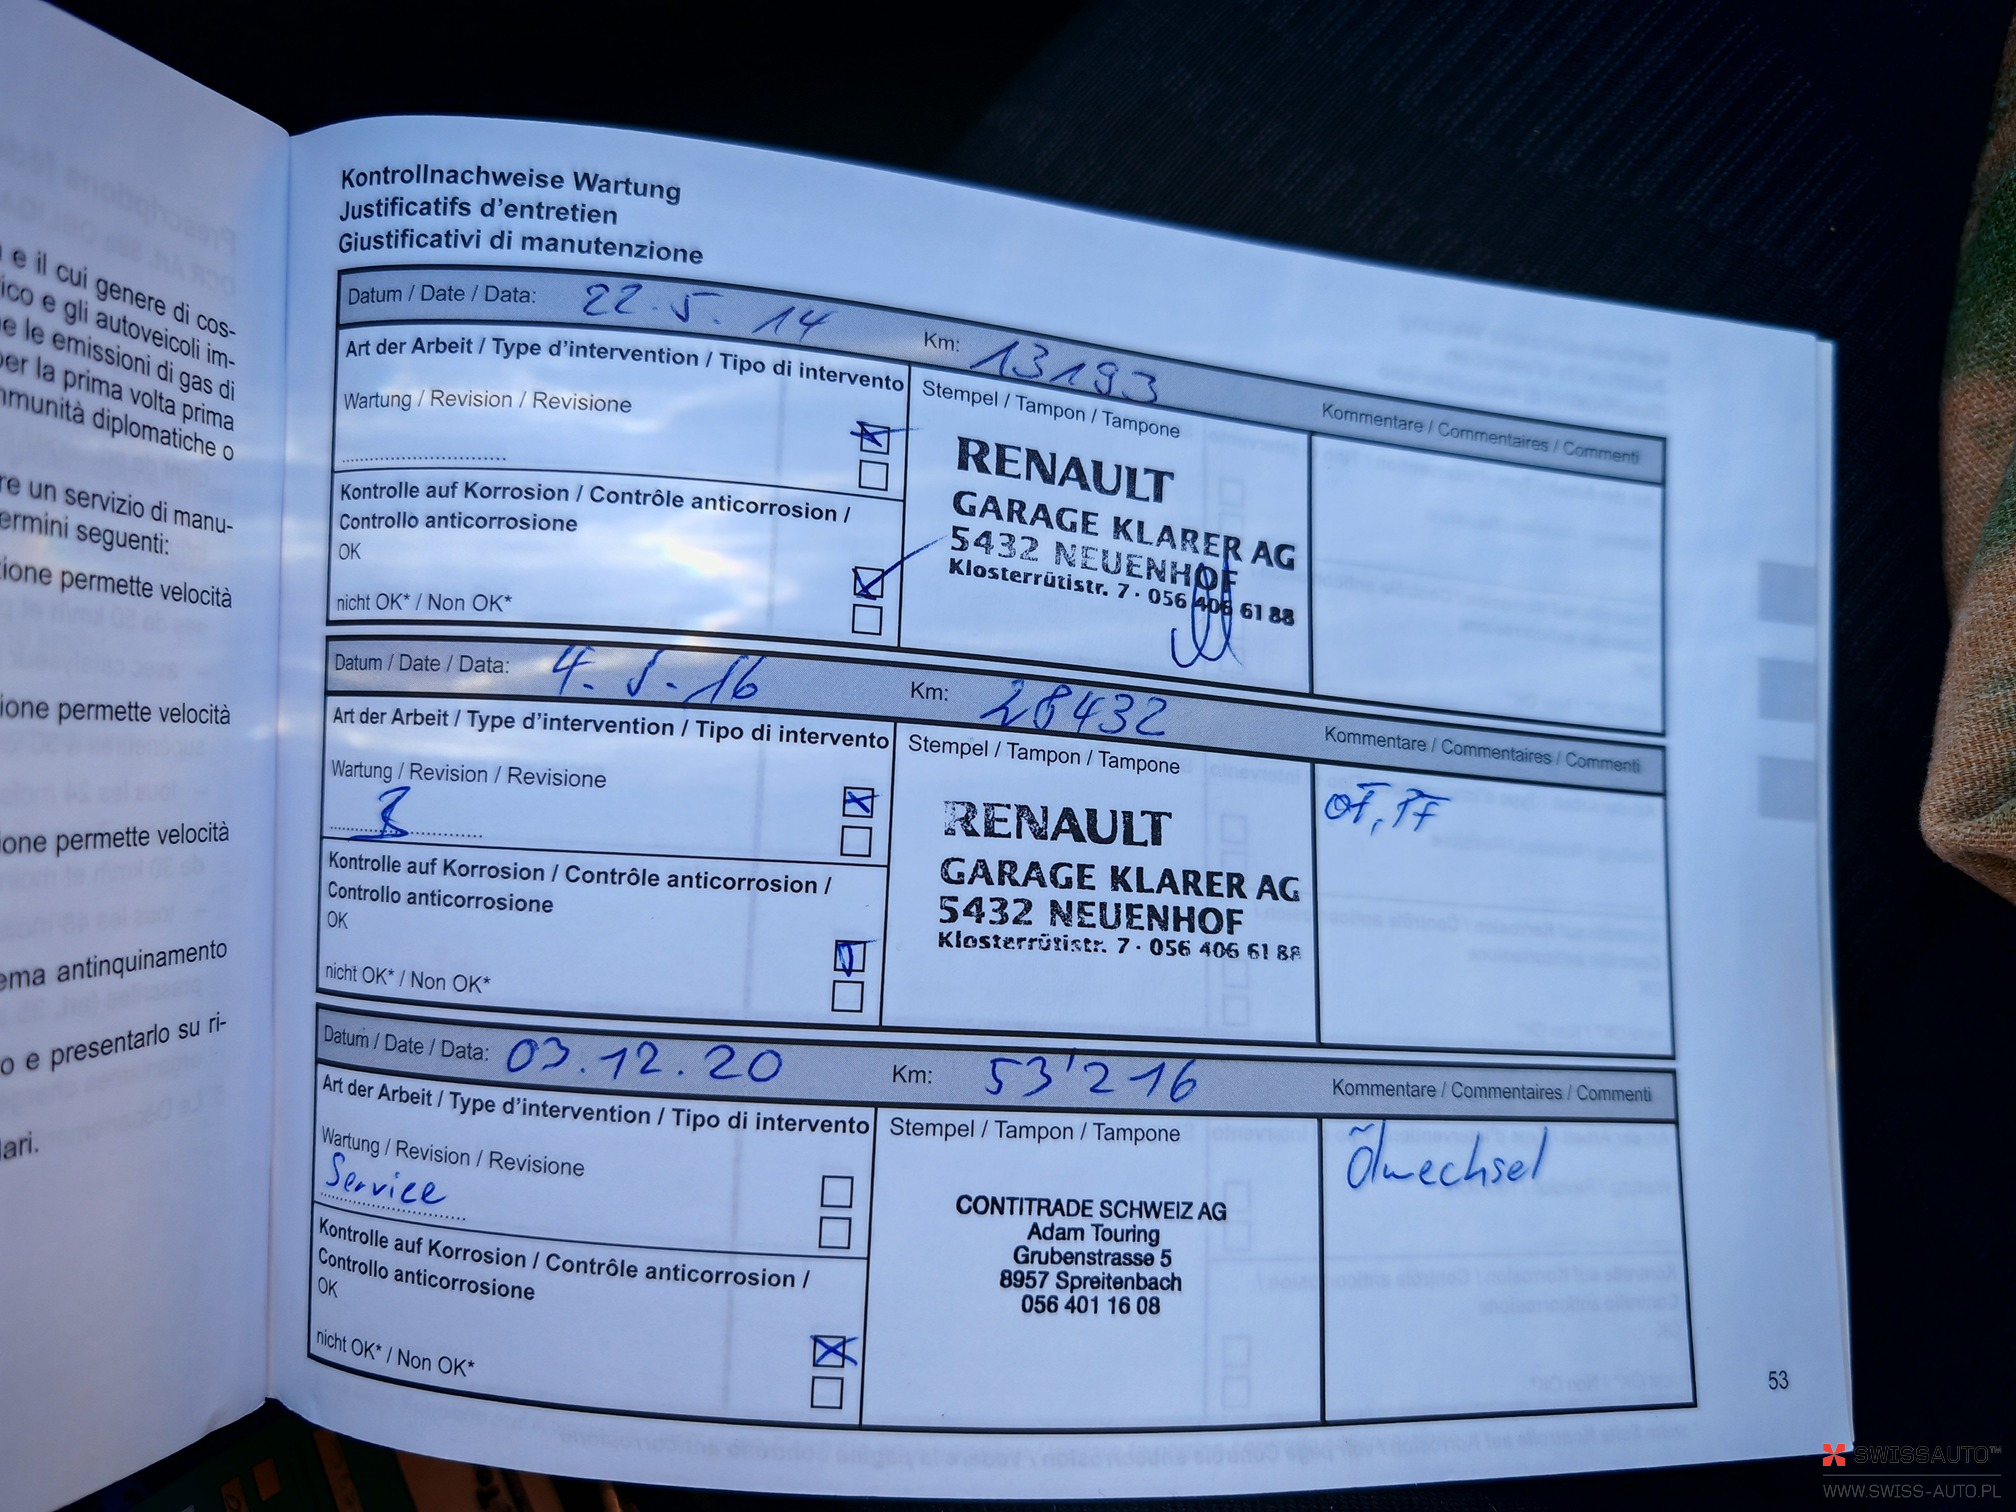 e il cui genere di cos-
ico e gli autoveicoli im-
e le emissioni di gas di
er la prima volta prima
mmunità diplomatiche o
re un servizio di manu-
ermini seguenti:
ione permette velocità
ione permette velocità
one permette velocità
ema antinquinamento
o e presentarlo su ri-
lari.
Kontrollnachweise Wartung
Justificatifs d'entretien
Giustificativi di manutenzione
Datum / Date / Data: 22.5.14 Km: 13193
Kommentare / Commentaires / Commenti
Art der Arbeit / Type d'intervention / Tipo di intervento
Wartung / Revision / Revisione
Kontrolle auf Korrosion / Contrôle anticorrosion /
Controllo anticorrosione
OK
nicht OK* / Non OK*
Stempel / Tampon / Tampone
RENAULT
GARAGE KLARER AG
5432 NEUENHOF
Klosterrütistr. 7 · 056 406 61 88
Datum / Date / Data: 4.5.16 Km: 28432
Kommentare / Commentaires / Commenti
Art der Arbeit / Type d'intervention / Tipo di intervento
Wartung / Revision / Revisione
Kontrolle auf Korrosion / Contrôle anticorrosion /
Controllo anticorrosione
OK
nicht OK* / Non OK*
Stempel / Tampon / Tampone
RENAULT
GARAGE KLARER AG
5432 NEUENHOF
Klosterrütistr. 7 · 056 406 61 88
Datum / Date / Data: 03.12.20 Km: 53'216
Kommentare / Commentaires / Commenti
Art der Arbeit / Type d'intervention / Tipo di intervento
Wartung / Revision / Revisione
Service
Kontrolle auf Korrosion / Contrôle anticorrosion /
Controllo anticorrosione
OK
nicht OK* / Non OK*
Stempel / Tampon / Tampone
CONTITRADE SCHWEIZ AG
Adam Touring
Grubenstrasse 5
8957 Spreitenbach
056 401 16 08
Ölwechsel
53
SWISSAUTO™
WWW.SWISS-AUTO.PL